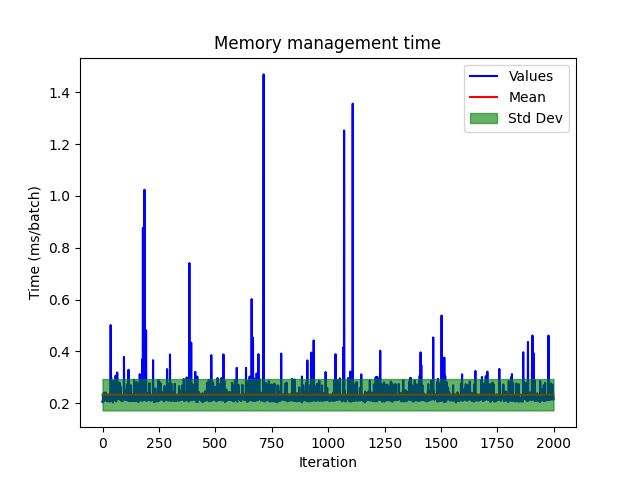 Memory management time
Values
Mean
Std Dev
1.4
1.2
1.0
0.8
0.6
0.4
0.2
Time (ms/batch)
0 250 500 750 1000 1250 1500 1750 2000
Iteration